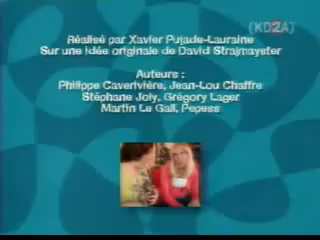 (KD2A)
Réalisé par Xavier Pujade-Lauraine
Sur une idée originale de David Strajmayster
Auteurs :
Philippe Caverivière, Jean-Lou Chaffre
Stéphane Joly, Grégory Lager
Martin Le Gall, Pepess